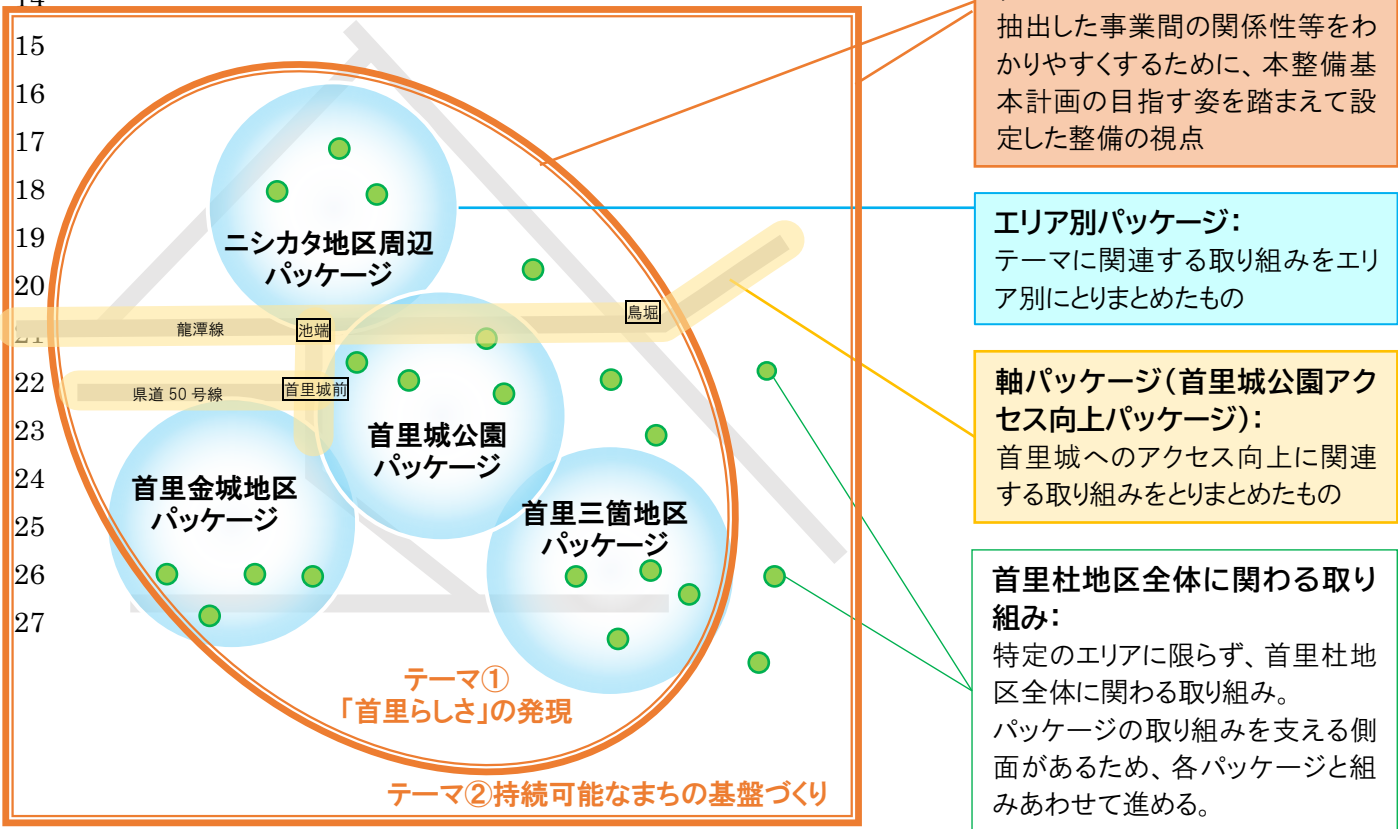 15
16
17
18
19
20
21
22
23
24
25
26
27
ニシカタ地区周辺
パッケージ
龍潭線
池端
鳥堀
県道 50 号線
首里城前
首里城公園
パッケージ
首里金城地区
パッケージ
首里三箇地区
パッケージ
テーマ①
「首里らしさ」の発現
テーマ②持続可能なまちの基盤づくり
抽出した事業間の関係性等をわ
かりやすくするために、本整備基
本計画の目指す姿を踏まえて設
定した整備の視点
エリア別パッケージ：
テーマに関連する取り組みをエリ
ア別にとりまとめたもの
軸パッケージ（首里城公園アク
セス向上パッケージ）：
首里城へのアクセス向上に関連
する取り組みをとりまとめたもの
首里杜地区全体に関わる取り
組み：
特定のエリアに限らず、首里杜地
区全体に関わる取り組み。
パッケージの取り組みを支える側
面があるため、各パッケージと組
みあわせて進める。